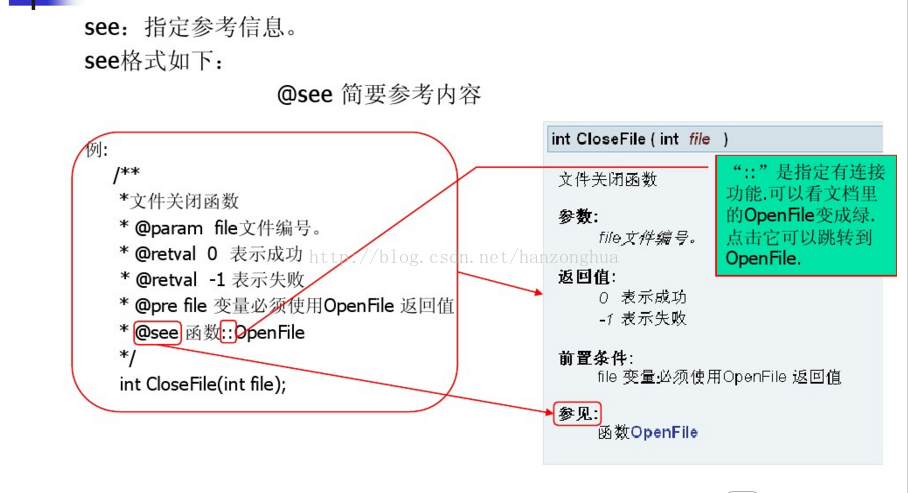 see：指定参考信息。
see格式如下：
@see 简要参考内容
例:
/**
*文件关闭函数
* @param file文件编号。
* @retval 0 表示成功
* @retval -1 表示失败
* @pre file 变量必须使用OpenFile 返回值
* @see 函数::OpenFile
*/
int CloseFile(int file);
http://blog.csdn.net/hanzonghua
int CloseFile ( int file )
文件关闭函数
参数:
file文件编号。
返回值:
0 表示成功
-1 表示失败
前置条件:
file 变量必须使用OpenFile 返回值
参见:
函数OpenFile
“::”是指定有连接
功能.可以看文档里
的OpenFile变成绿.
点击它可以跳转到
OpenFile.